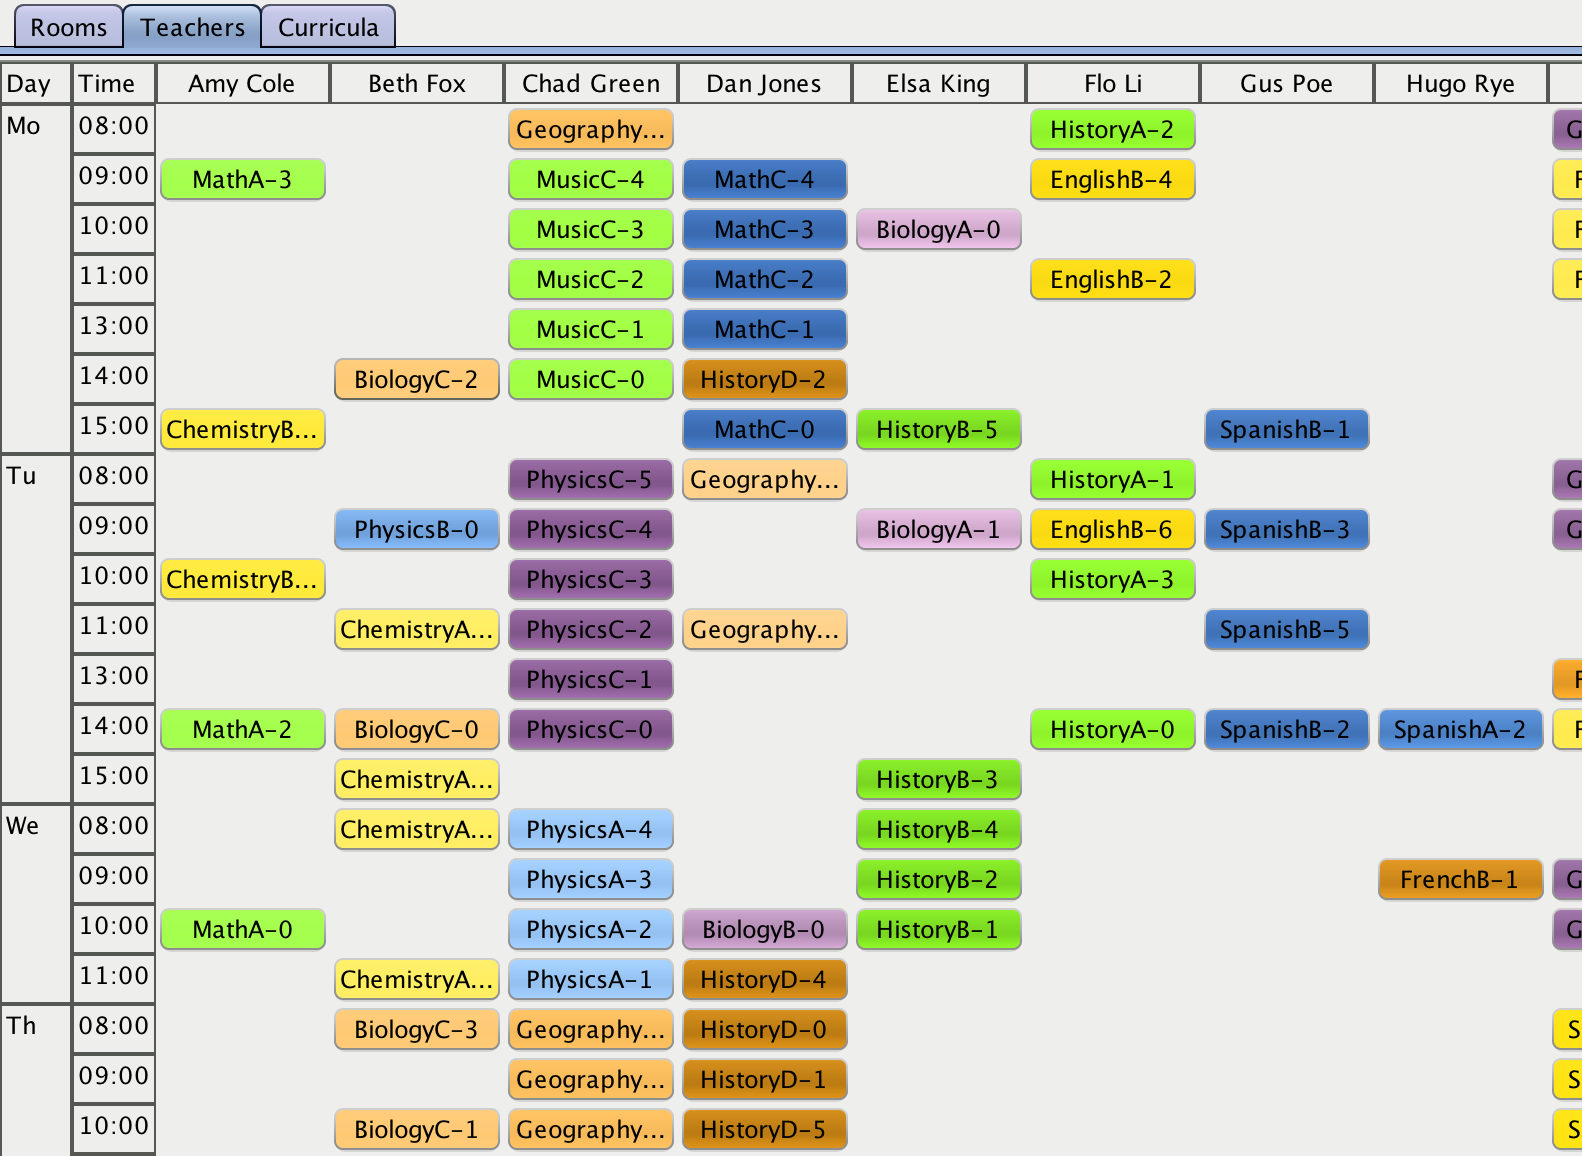 Rooms Teachers Curricula
Day Time Amy Cole Beth Fox Chad Green Dan Jones Elsa King Flo Li Gus Poe Hugo Rye
Mo 08:00 Geography... HistoryA-2 G
09:00 MathA-3 MusicC-4 MathC-4 EnglishB-4 F
10:00 MusicC-3 MathC-3 BiologyA-0 F
11:00 MusicC-2 MathC-2 EnglishB-2 F
13:00 MusicC-1 MathC-1
14:00 BiologyC-2 MusicC-0 HistoryD-2
15:00 ChemistryB... MathC-0 HistoryB-5 SpanishB-1
Tu 08:00 PhysicsC-5 Geography... HistoryA-1 G
09:00 PhysicsB-0 PhysicsC-4 BiologyA-1 EnglishB-6 SpanishB-3 G
10:00 ChemistryB... PhysicsC-3 HistoryA-3
11:00 ChemistryA... PhysicsC-2 Geography... SpanishB-5
13:00 PhysicsC-1 F
14:00 MathA-2 BiologyC-0 PhysicsC-0 HistoryA-0 SpanishB-2 SpanishA-2 F
15:00 ChemistryA... HistoryB-3
We 08:00 ChemistryA... PhysicsA-4 HistoryB-4
09:00 PhysicsA-3 HistoryB-2 FrenchB-1 G
10:00 MathA-0 PhysicsA-2 BiologyB-0 HistoryB-1 G
11:00 ChemistryA... PhysicsA-1 HistoryD-4
Th 08:00 BiologyC-3 Geography... HistoryD-0 S
09:00 Geography... HistoryD-1 S
10:00 BiologyC-1 Geography... HistoryD-5 S